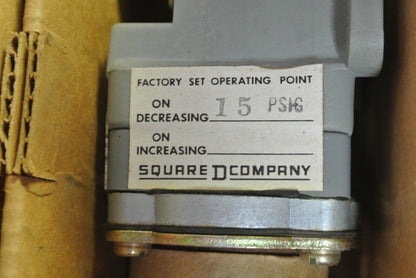 FACTORY SET OPERATING POINT
ON
DECREASING 15 PSIG
ON
INCREASING
SQUARE D COMPANY